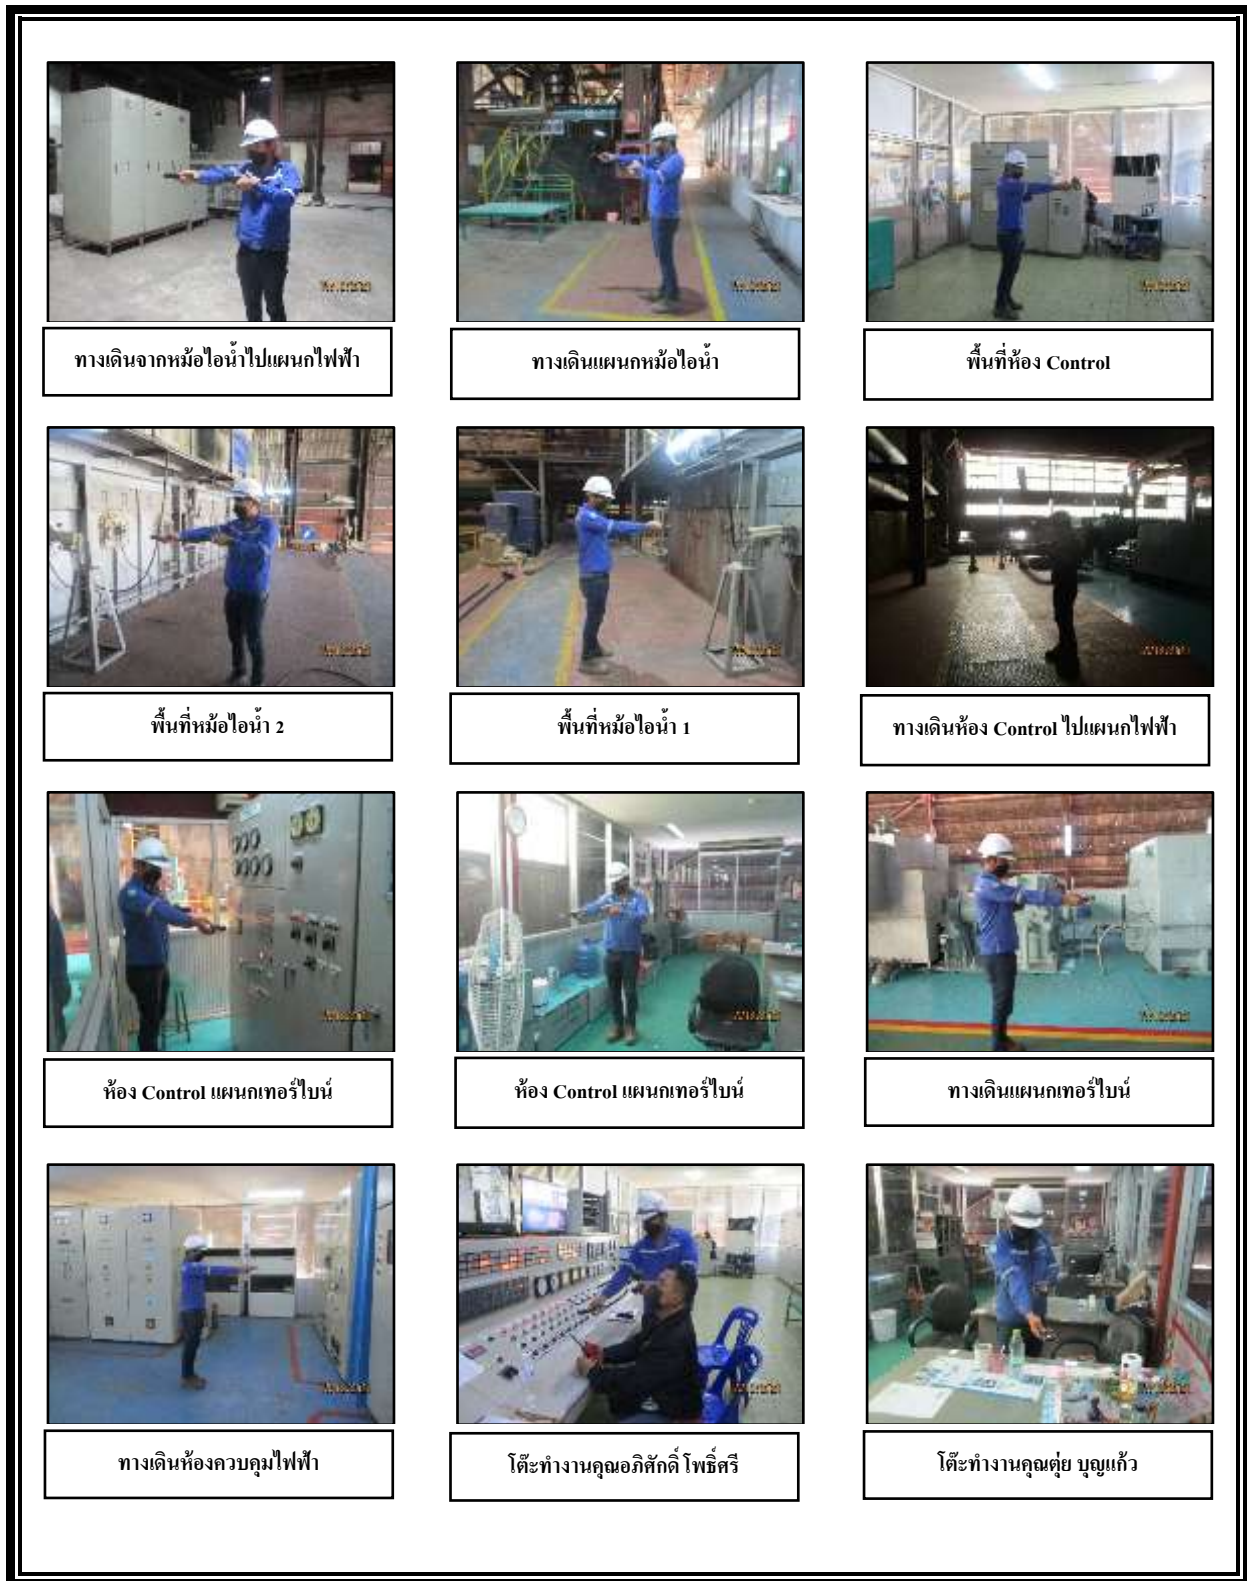 ทางเดินจากหม้อไอน้ำไปแผนกไฟฟ้า
ทางเดินแผนกหม้อไอน้ำ
พื้นที่ห้อง Control
พื้นที่หม้อไอน้ำ 2
พื้นที่หม้อไอน้ำ 1
ทางเดินห้อง Control ไปแผนกไฟฟ้า
ห้อง Control แผนกเทอร์ไบน์
ห้อง Control แผนกเทอร์ไบน์
ทางเดินแผนกเทอร์ไบน์
ทางเดินห้องควบคุมไฟฟ้า
โต๊ะทำงานคุณอภิศักดิ์ โพธิ์ศรี
โต๊ะทำงานคุณตุ่ย บุญแก้ว